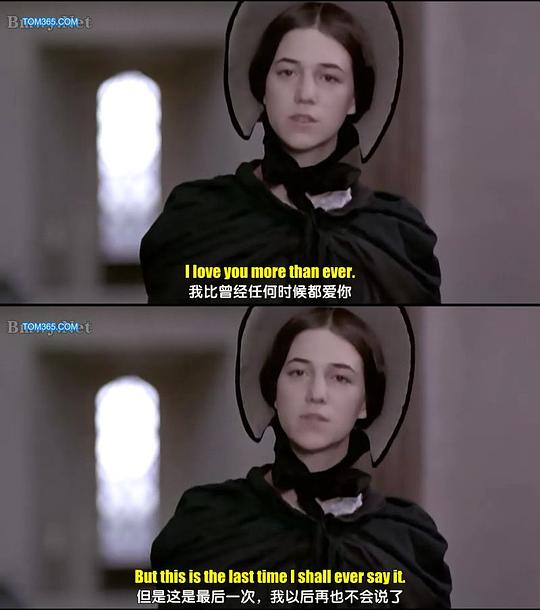 TOM365.COM
I love you more than ever.
我比曾经任何时候都爱你
TOM365.COM
But this is the last time I shall ever say it.
但是这是最后一次，我以后再也不会说了